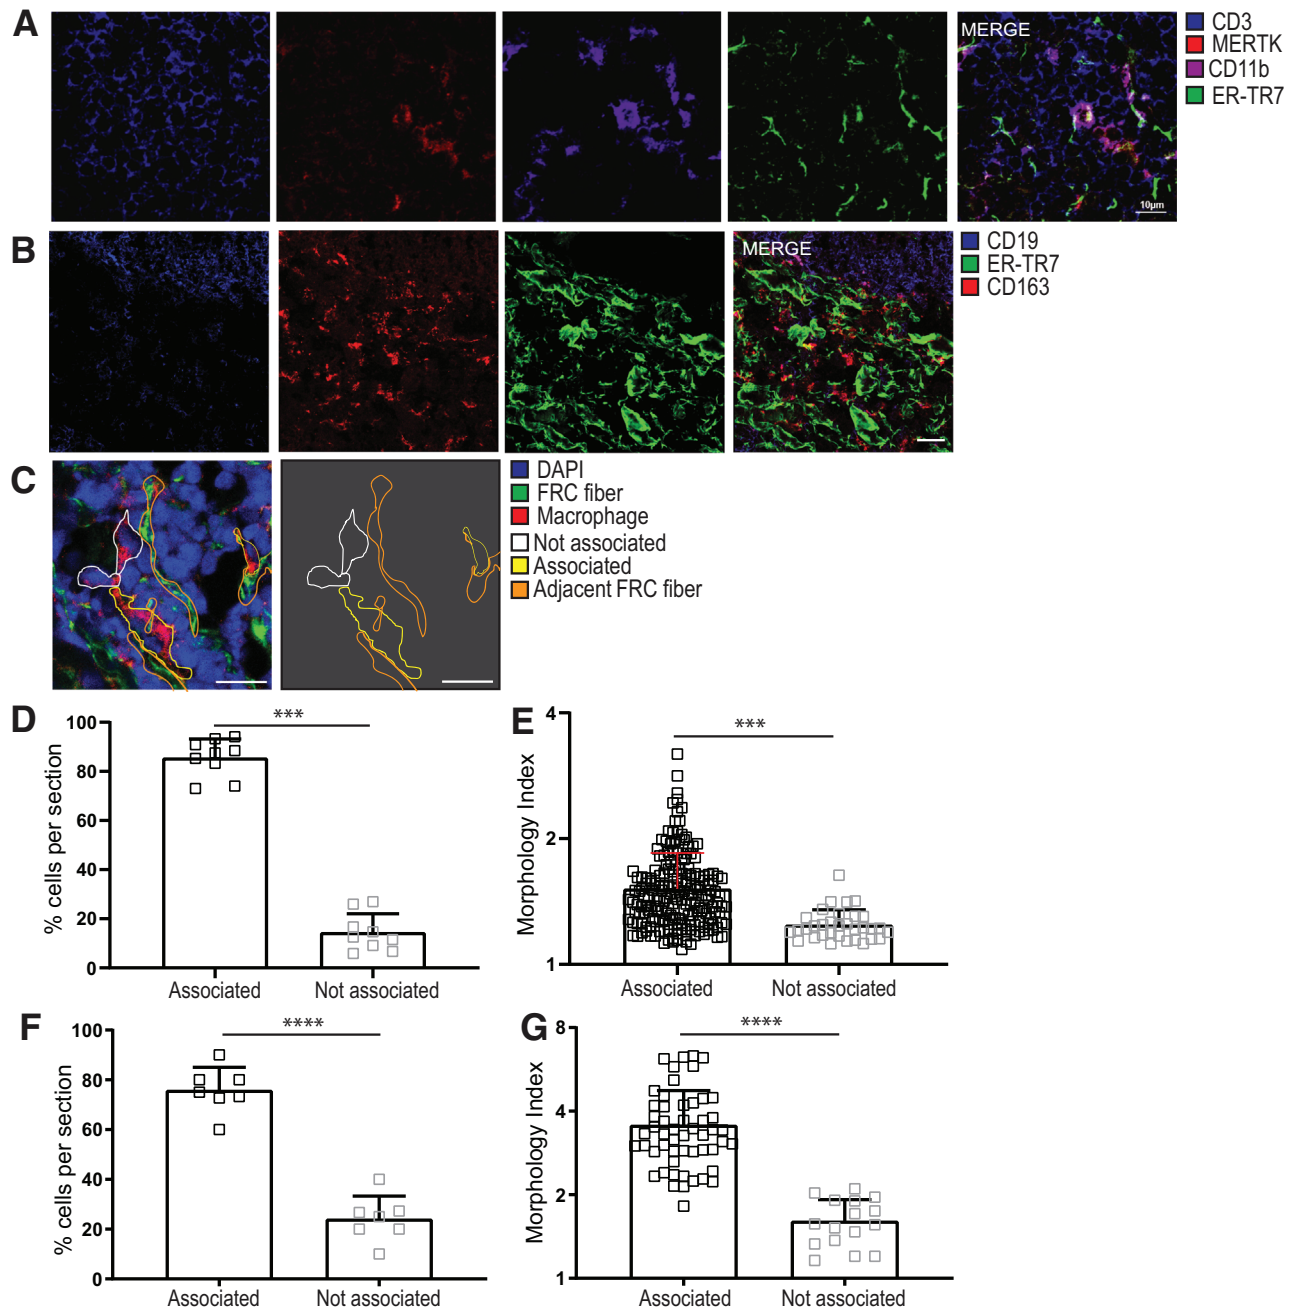 A
MERGE
10μm
CD3
MERTK
CD11b
ER-TR7
B
MERGE
CD19
ER-TR7
CD163
C
DAPI
FRC fiber
Macrophage
Not associated
Associated
Adjacent FRC fiber
D
% cells per section
100
80
60
40
20
0
***
Associated
Not associated
E
Morphology Index
4
2
1
***
Associated
Not associated
F
% cells per section
100
80
60
40
20
0
****
Associated
Not associated
G
Morphology Index
8
4
2
1
****
Associated
Not associated